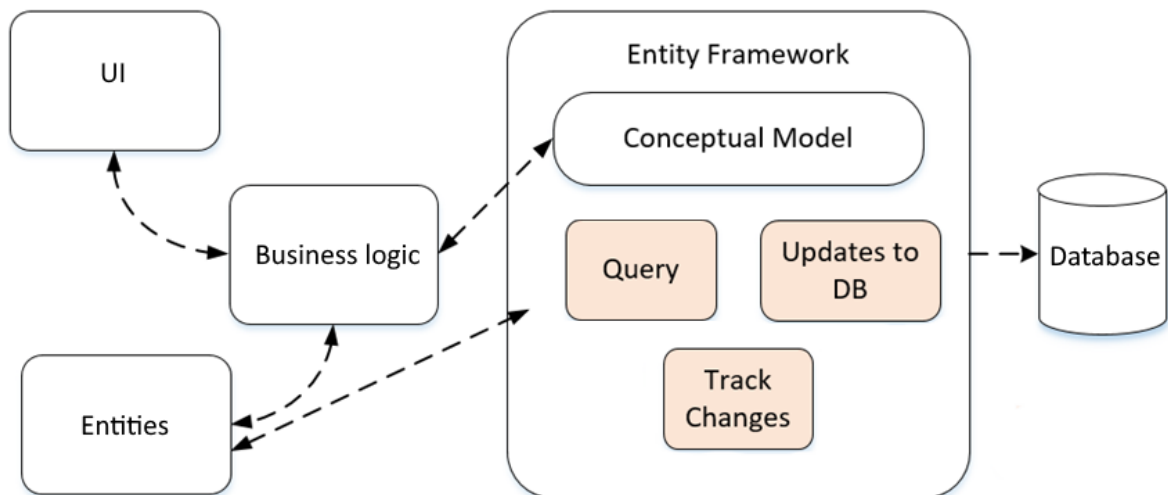 UI
Entity Framework
Conceptual Model
Business logic
Query
Updates to
DB
Database
Track
Changes
Entities